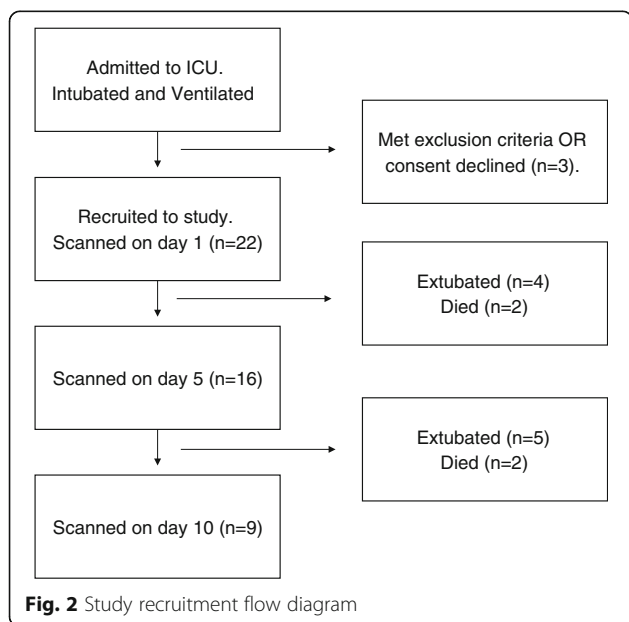 Admitted to ICU.
Intubated and Ventilated
Met exclusion criteria OR
consent declined (n=3).
Recruited to study.
Scanned on day 1 (n=22)
Extubated (n=4)
Died (n=2)
Scanned on day 5 (n=16)
Extubated (n=5)
Died (n=2)
Scanned on day 10 (n=9)
Fig. 2 Study recruitment flow diagram